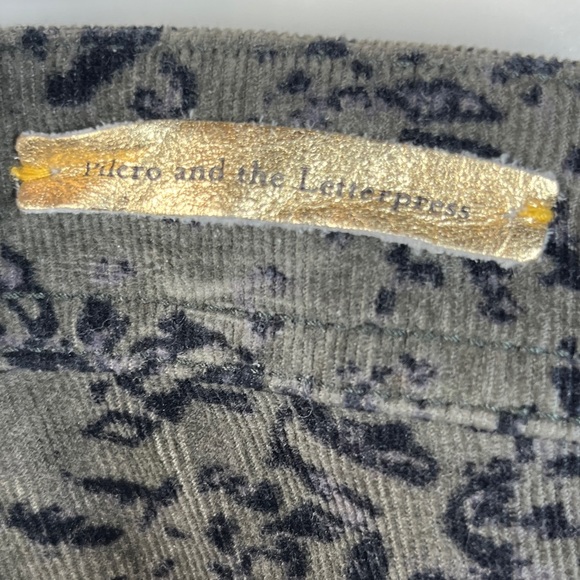 Pilcro and the Letterpress